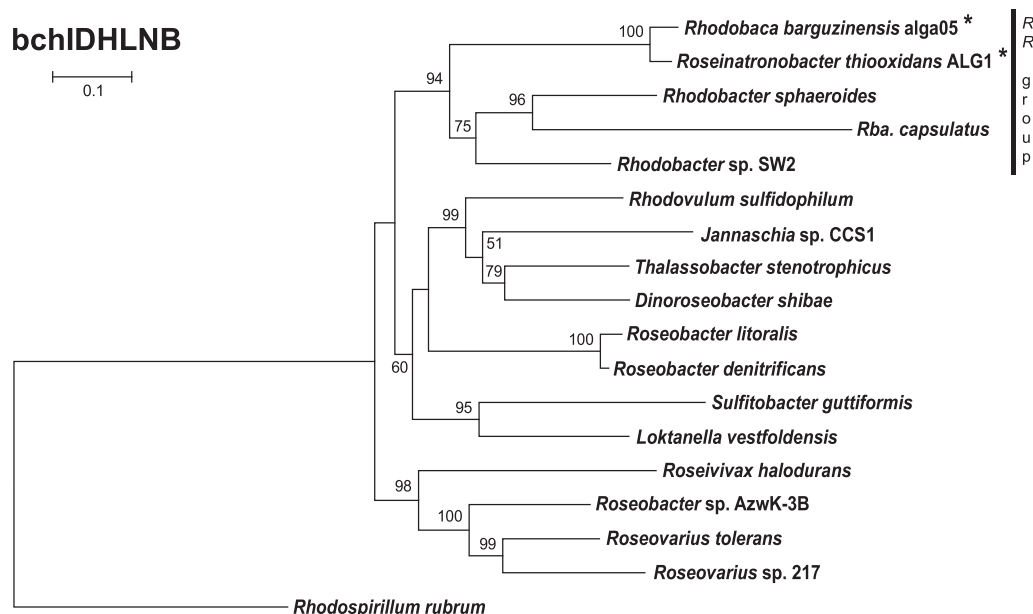 bchIDHLNB
0.1
100
Rhodobaca barguzinensis alga05 *
Roseinatronobacter thiooxidans ALG1 *
94
96
Rhodobacter sphaeroides
75
Rba. capsulatus
Rhodobacter sp. SW2
R
R
g
r
o
u
p
99
Rhodovulum sulfidophilum
51
Jannaschia sp. CCS1
79
Thalassobacter stenotrophicus
Dinoroseobacter shibae
100
Roseobacter litoralis
60
Roseobacter denitrificans
95
Sulfitobacter guttiformis
Loktanella vestfoldensis
98
Roseivivax halodurans
100
Roseobacter sp. AzwK-3B
99
Roseovarius tolerans
Roseovarius sp. 217
Rhodospirillum rubrum